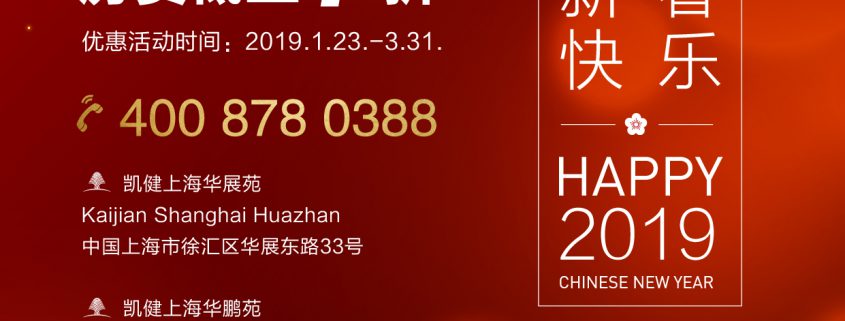 优惠活动时间：2019.1.23.-3.31.
400 878 0388
凯健上海华展苑
Kaijian Shanghai Huazhan
中国上海市徐汇区华展东路33号
凯健上海华鹏苑
新春
快乐
HAPPY
2019
CHINESE NEW YEAR